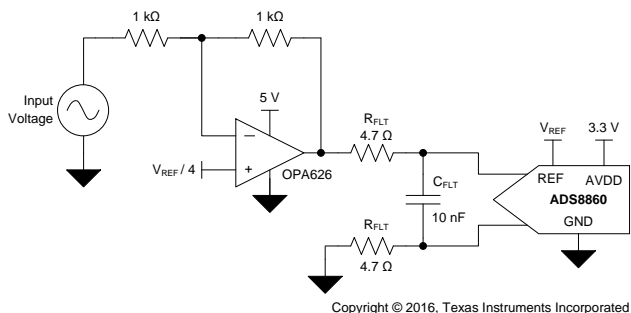 1 kΩ
1 kΩ
Input
Voltage
5 V
−
+
V_REF / 4
OPA626
R_FLT
4.7 Ω
C_FLT
10 nF
R_FLT
4.7 Ω
V_REF
3.3 V
REF
AVDD
ADS8860
GND
Copyright © 2016, Texas Instruments Incorporated